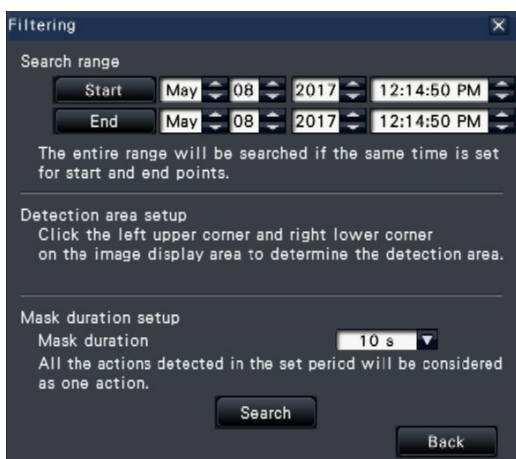 Filtering
Search range
Start May 08 2017 12:14:50 PM
End May 08 2017 12:14:50 PM
The entire range will be searched if the same time is set
for start and end points.
Detection area setup
Click the left upper corner and right lower corner
on the image display area to determine the detection area.
Mask duration setup
Mask duration 10 s
All the actions detected in the set period will be considered
as one action.
Search
Back